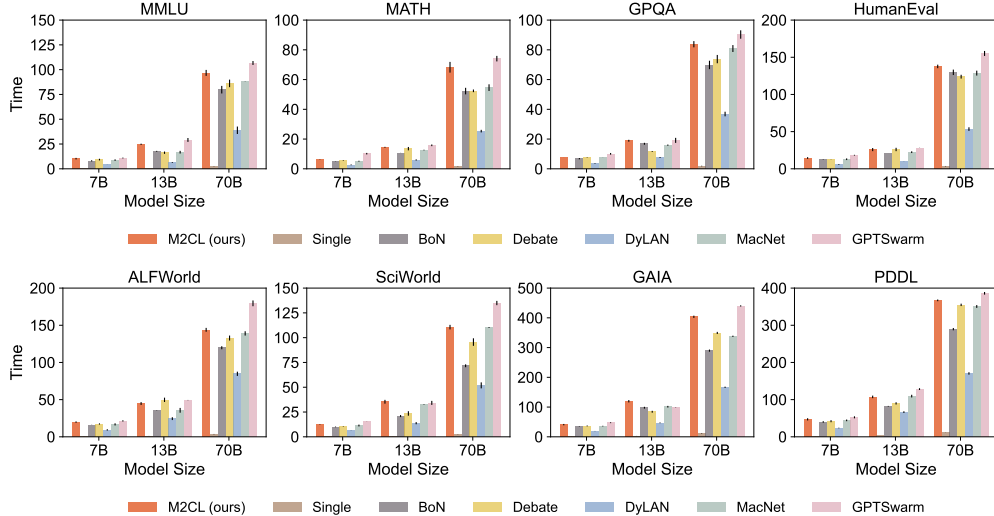 MMLU MATH GPQA HumanEval
150 100 100 200
125
80 80
100 150
60 60
75 100
40 40
50
50
25 20 20
0 0 0 0
Time
7B 13B 70B 7B 13B 70B 7B 13B 70B 7B 13B 70B
Model Size Model Size Model Size Model Size
M2CL (ours) Single BoN Debate DyLAN MacNet GPTSwarm
ALFWorld SciWorld GAIA PDDL
200 150 500 400
125 400
150 300
100
300
100 75 200
200
50
50 100
25 100
0 0 0 0
Time
7B 13B 70B 7B 13B 70B 7B 13B 70B 7B 13B 70B
Model Size Model Size Model Size Model Size
M2CL (ours) Single BoN Debate DyLAN MacNet GPTSwarm